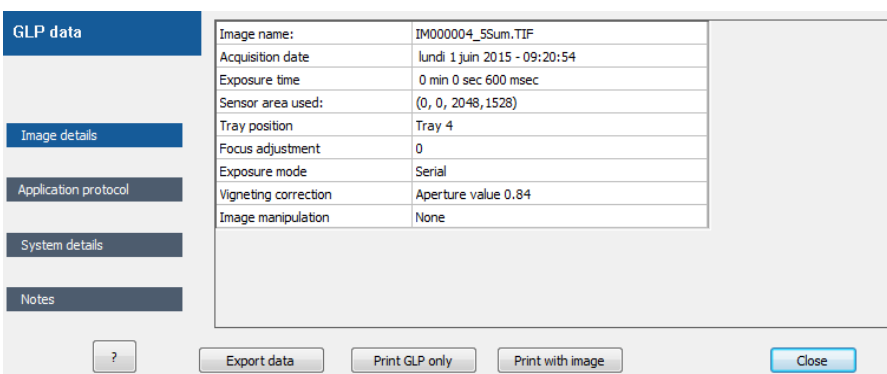 GLP data
Image details
Application protocol
System details
Notes
Image name: IM000004_5Sum.TIF
Acquisition date lundi 1 juin 2015 - 09:20:54
Exposure time 0 min 0 sec 600 msec
Sensor area used: (0, 0, 2048,1528)
Tray position Tray 4
Focus adjustment 0
Exposure mode Serial
Vigneting correction Aperture value 0.84
Image manipulation None
? Export data Print GLP only Print with image Close